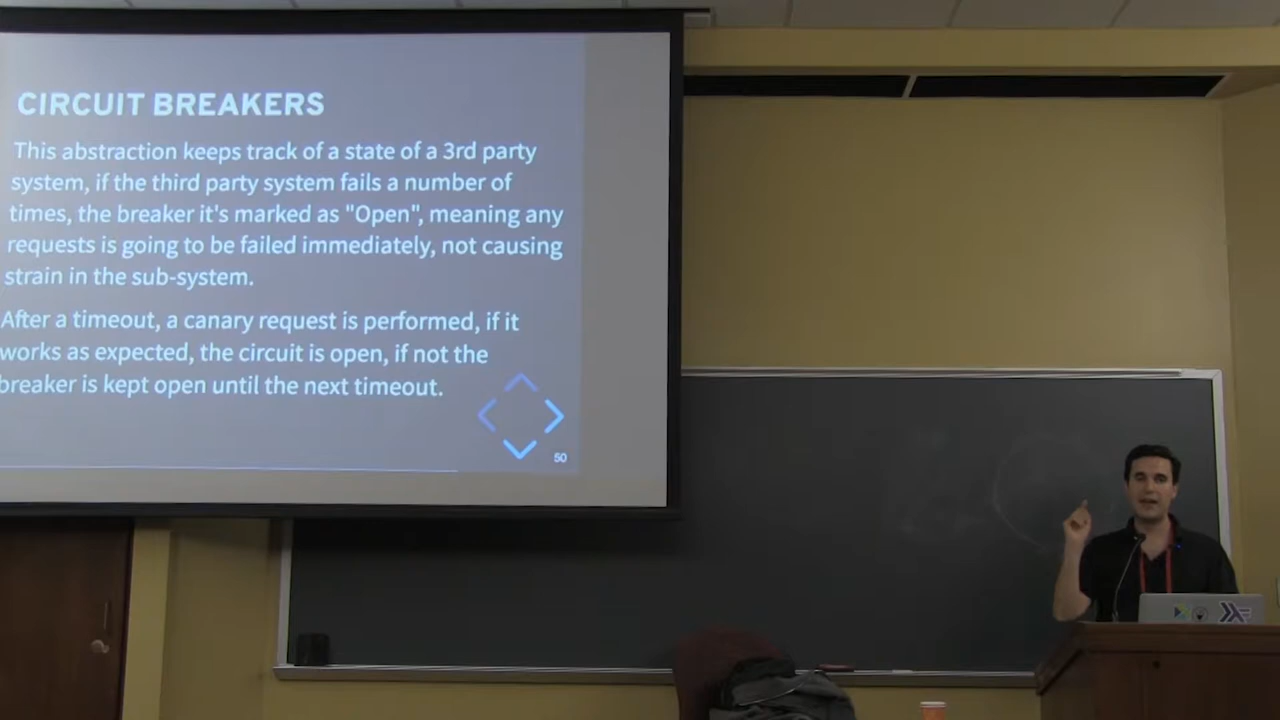 CIRCUIT BREAKERS
This abstraction keeps track of a state of a 3rd party
system, if the third party system fails a number of
times, the breaker it's marked as "Open", meaning any
requests is going to be failed immediately, not causing
strain in the sub-system.
After a timeout, a canary request is performed, if it
works as expected, the circuit is open, if not the
breaker is kept open until the next timeout.
50